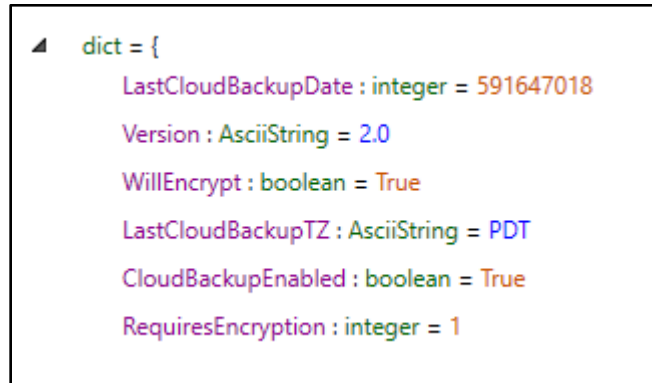 dict = {
LastCloudBackupDate : integer = 591647018
Version : AsciiString = 2.0
WillEncrypt : boolean = True
LastCloudBackupTZ : AsciiString = PDT
CloudBackupEnabled : boolean = True
RequiresEncryption : integer = 1